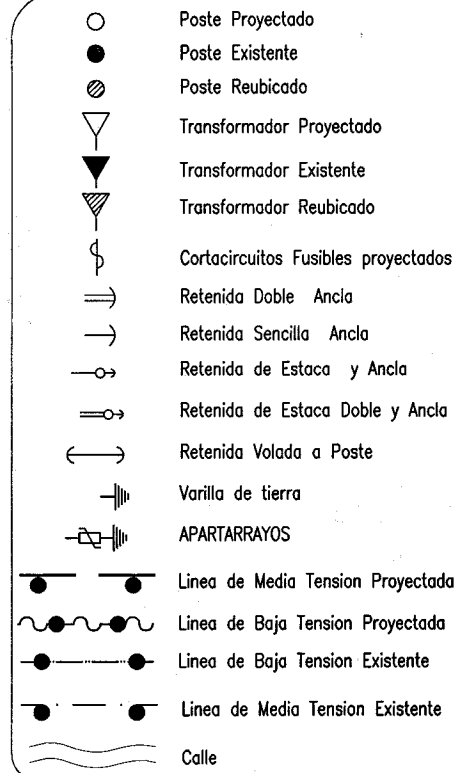 Poste Proyectado
Poste Existente
Poste Reubicado
Transformador Proyectado
Transformador Existente
Transformador Reubicado
Cortacircuitos Fusibles proyectados
Retenida Doble Ancla
Retenida Sencilla Ancla
Retenida de Estaca y Ancla
Retenida de Estaca Doble y Ancla
Retenida Volada a Poste
Varilla de tierra
APARTARRAYOS
Linea de Media Tension Proyectada
Linea de Baja Tension Proyectada
Linea de Baja Tension Existente
Linea de Media Tension Existente
Calle